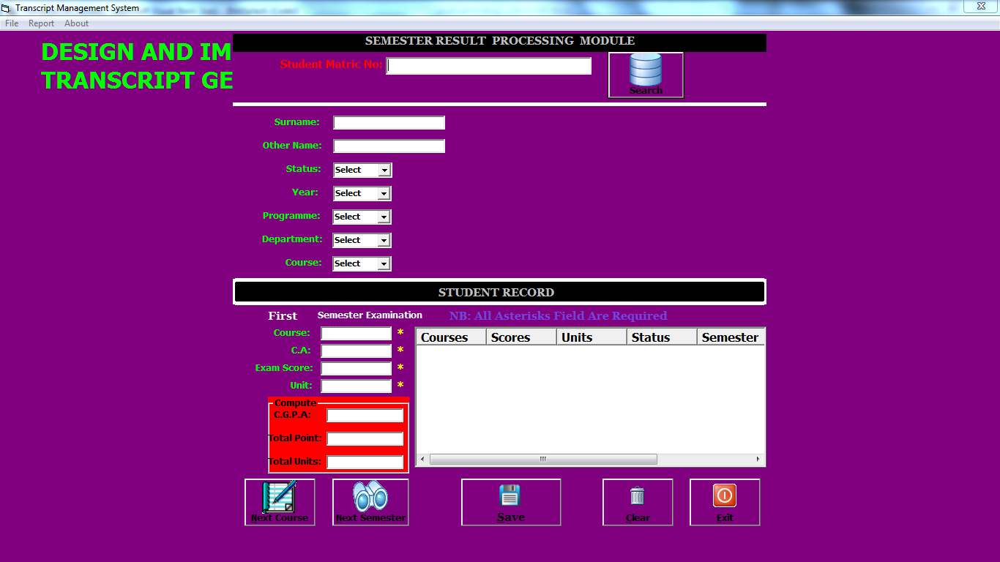 Transcript Management System
File Report About
DESIGN AND IM
TRANSCRIPT GE
SEMESTER RESULT PROCESSING MODULE
Student Matric No:
Search
Surname:
Other Name:
Status: Select
Year: Select
Programme: Select
Department: Select
Course: Select
STUDENT RECORD
First Semester Examination NB: All Asterisks Field Are Required
Course: *
C.A: *
Exam Score: *
Unit: *
Courses Scores Units Status Semester
Compute
C.G.P.A:
Total Point:
Total Units:
Next Course Next Semester Save Clear Exit